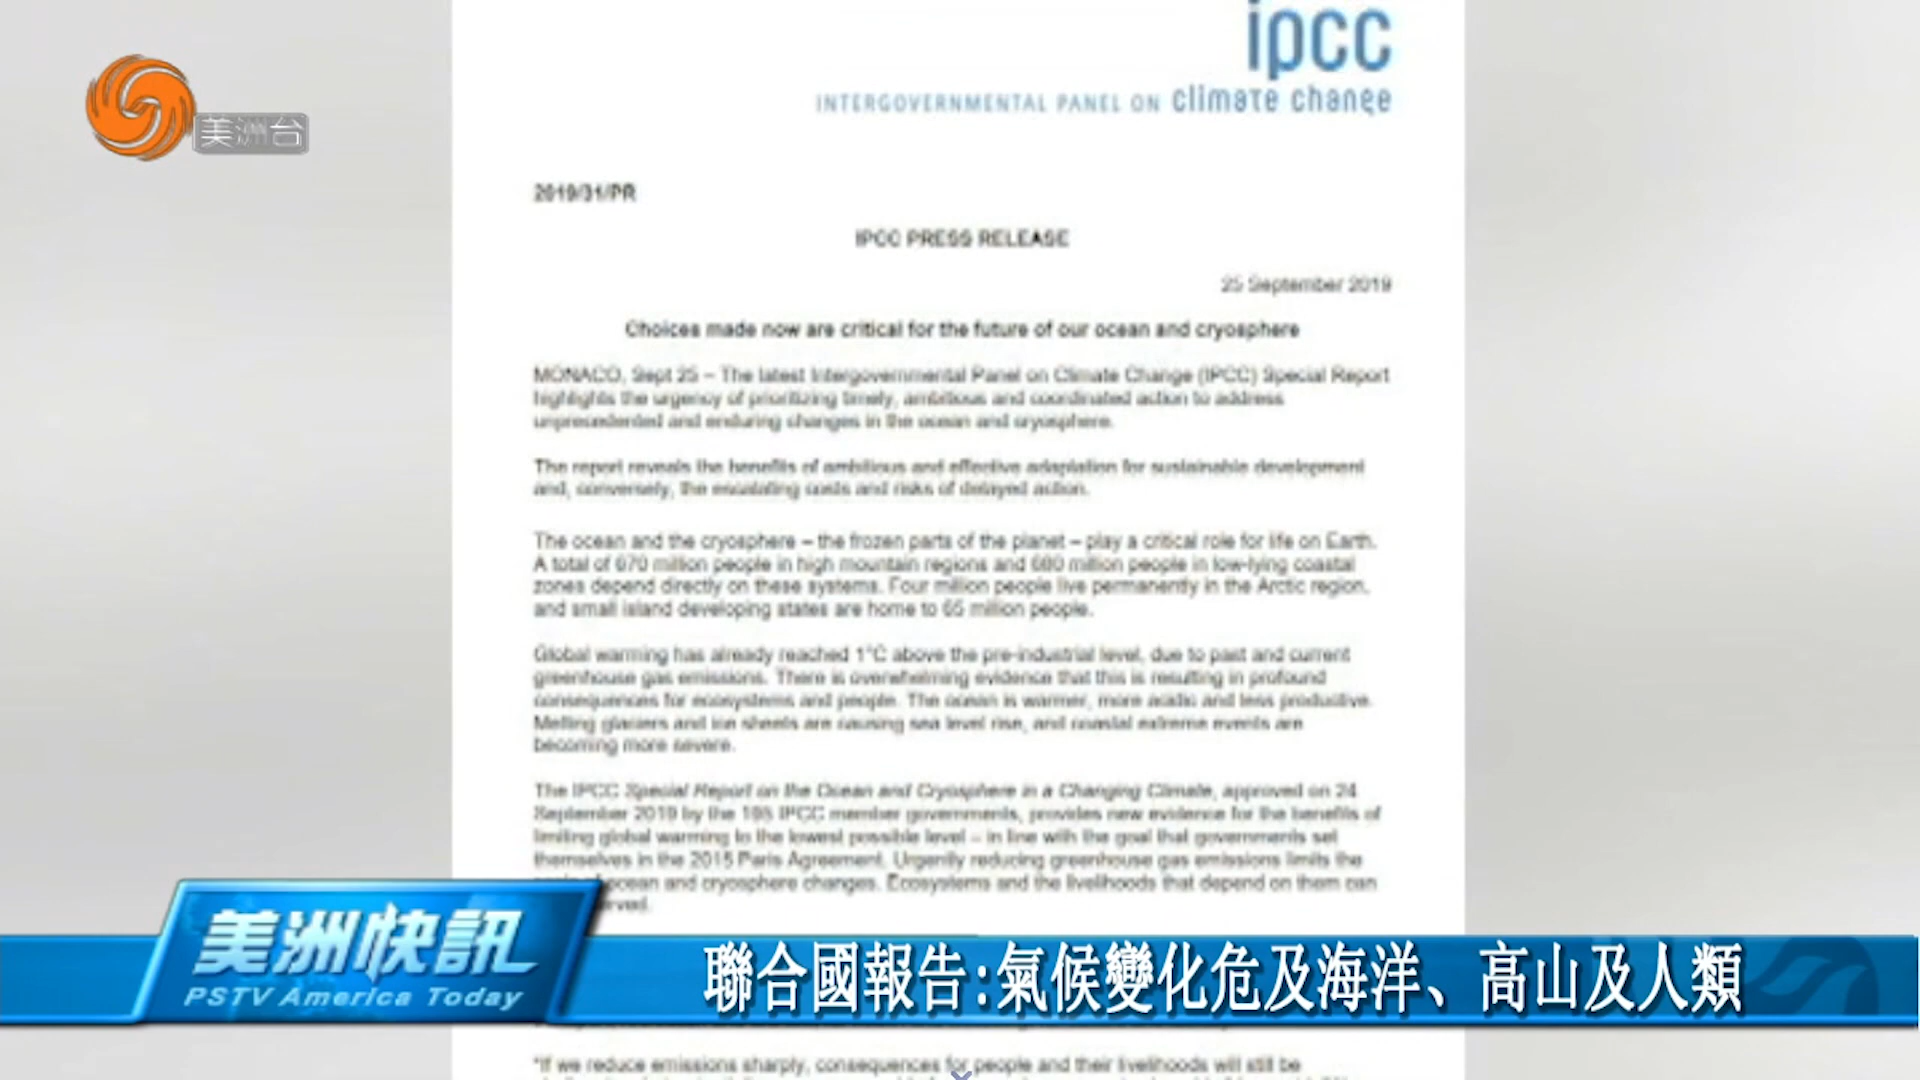 ipcc
INTERGOVERNMENTAL PANEL ON climate change
美洲台
2019/31/PR
IPCC PRESS RELEASE
25 September 2019
Choices made now are critical for the future of our ocean and cryosphere
MONACO, Sept 25 – The latest Intergovernmental Panel on Climate Change (IPCC) Special Report
highlights the urgency of prioritizing timely, ambitious and coordinated action to address
unprecedented and enduring changes in the ocean and cryosphere.
The report reveals the benefits of ambitious and effective adaptation for sustainable development
and, conversely, the escalating costs and risks of delayed action.
The ocean and the cryosphere – the frozen parts of the planet – play a critical role for life on Earth.
A total of 670 million people in high mountain regions and 680 million people in low-lying coastal
zones depend directly on these systems. Four million people live permanently in the Arctic region,
and small island developing states are home to 65 million people.
Global warming has already reached 1°C above the pre-industrial level, due to past and current
greenhouse gas emissions. There is overwhelming evidence that this is resulting in profound
consequences for ecosystems and people. The ocean is warmer, more acidic and less productive.
Melting glaciers and ice sheets are causing sea level rise, and coastal extreme events are
becoming more severe.
The IPCC Special Report on the Ocean and Cryosphere in a Changing Climate, approved on 24
September 2019 by the 195 IPCC member governments, provides new evidence for the benefits of
limiting global warming to the lowest possible level – in line with the goal that governments set
themselves in the 2015 Paris Agreement. Urgently reducing greenhouse gas emissions limits the
ocean and cryosphere changes. Ecosystems and the livelihoods that depend on them can
rved.
美洲快訊
PSTV America Today
聯合國報告:氣候變化危及海洋、高山及人類
"If we reduce emissions sharply, consequences for people and their livelihoods will still be